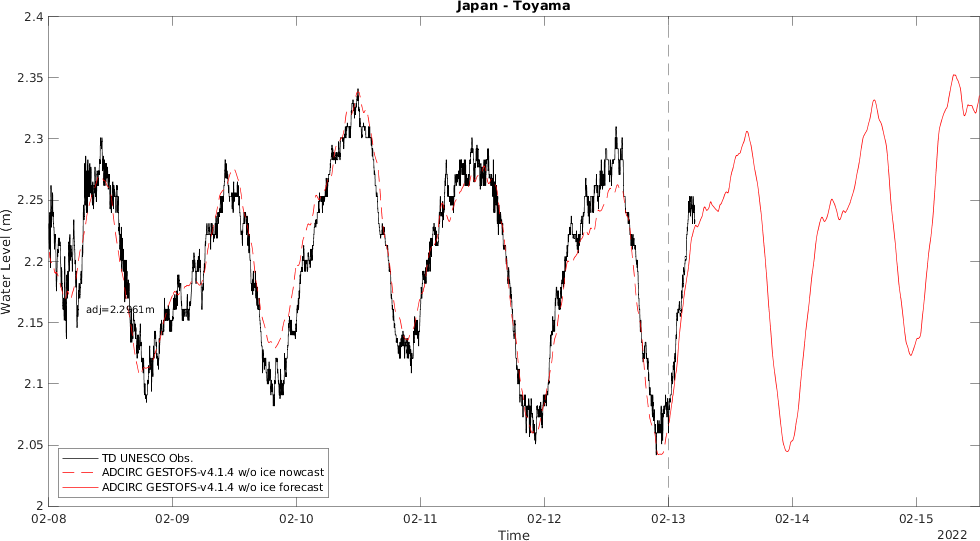 Japan - Toyama
2.4
2.35
2.3
2.25
2.2
2.15
2.1
2.05
2
Water Level (m)
adj=2.2961m
TD UNESCO Obs.
ADCIRC GESTOFS-v4.1.4 w/o ice nowcast
ADCIRC GESTOFS-v4.1.4 w/o ice forecast
02-08 02-09 02-10 02-11 02-12 02-13 02-14 02-15
Time
2022